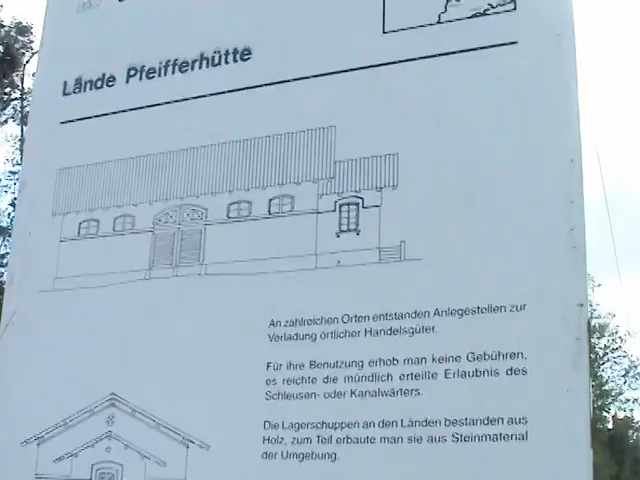 Lände Pfeifferhütte
An zahlreichen Orten entstanden Anlegestellen zur
Verladung örtlicher Handelsgüter.
Für ihre Benutzung erhob man keine Gebühren,
es reichte die mündlich erteilte Erlaubnis des
Schleusen- oder Kanalwärters.
Die Lagerschuppen an den Länden bestanden aus
Holz, zum Teil erbaute man sie aus Steinmaterial
der Umgebung.